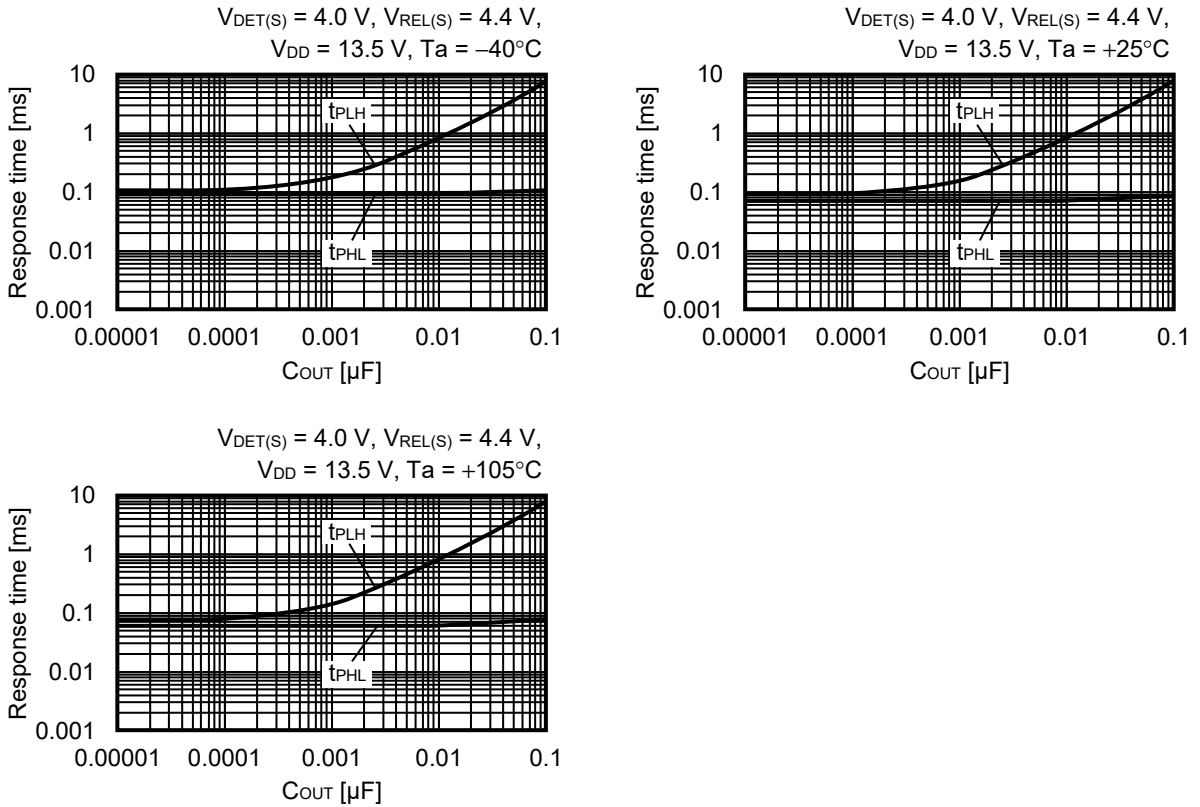 VDET(S) = 4.0 V, VREL(S) = 4.4 V,
VDD = 13.5 V, Ta = −40°C
Response time [ms]
10
1
0.1
0.01
0.001
tPLH
tPHL
0.00001 0.0001 0.001 0.01 0.1
COUT [µF]
VDET(S) = 4.0 V, VREL(S) = 4.4 V,
VDD = 13.5 V, Ta = +25°C
Response time [ms]
10
1
0.1
0.01
0.001
tPLH
tPHL
0.00001 0.0001 0.001 0.01 0.1
COUT [µF]
VDET(S) = 4.0 V, VREL(S) = 4.4 V,
VDD = 13.5 V, Ta = +105°C
Response time [ms]
10
1
0.1
0.01
0.001
tPLH
tPHL
0.00001 0.0001 0.001 0.01 0.1
COUT [µF]